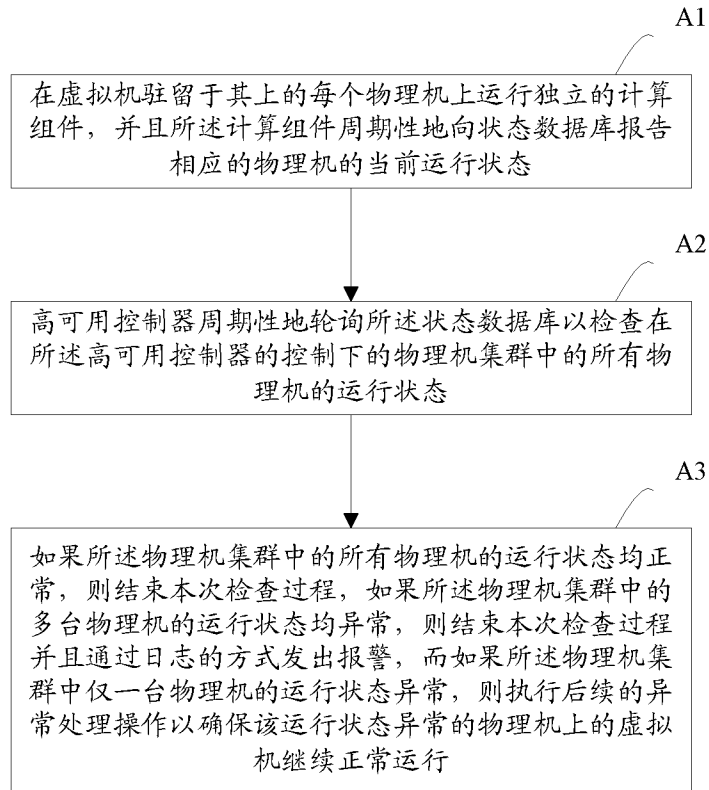 A1
在虚拟机驻留于其上的每个物理机上运行独立的计算
组件，并且所述计算组件周期性地向状态数据库报告
相应的物理机的当前运行状态
A2
高可用控制器周期性地轮询所述状态数据库以检查在
所述高可用控制器的控制下的物理机集群中的所有物
理机的运行状态
A3
如果所述物理机集群中的所有物理机的运行状态均正
常，则结束本次检查过程，如果所述物理机集群中的
多台物理机的运行状态均异常，则结束本次检查过程
并且通过日志的方式发出报警，而如果所述物理机集
群中仅一台物理机的运行状态异常，则执行后续的异
常处理操作以确保该运行状态异常的物理机上的虚拟
机继续正常运行